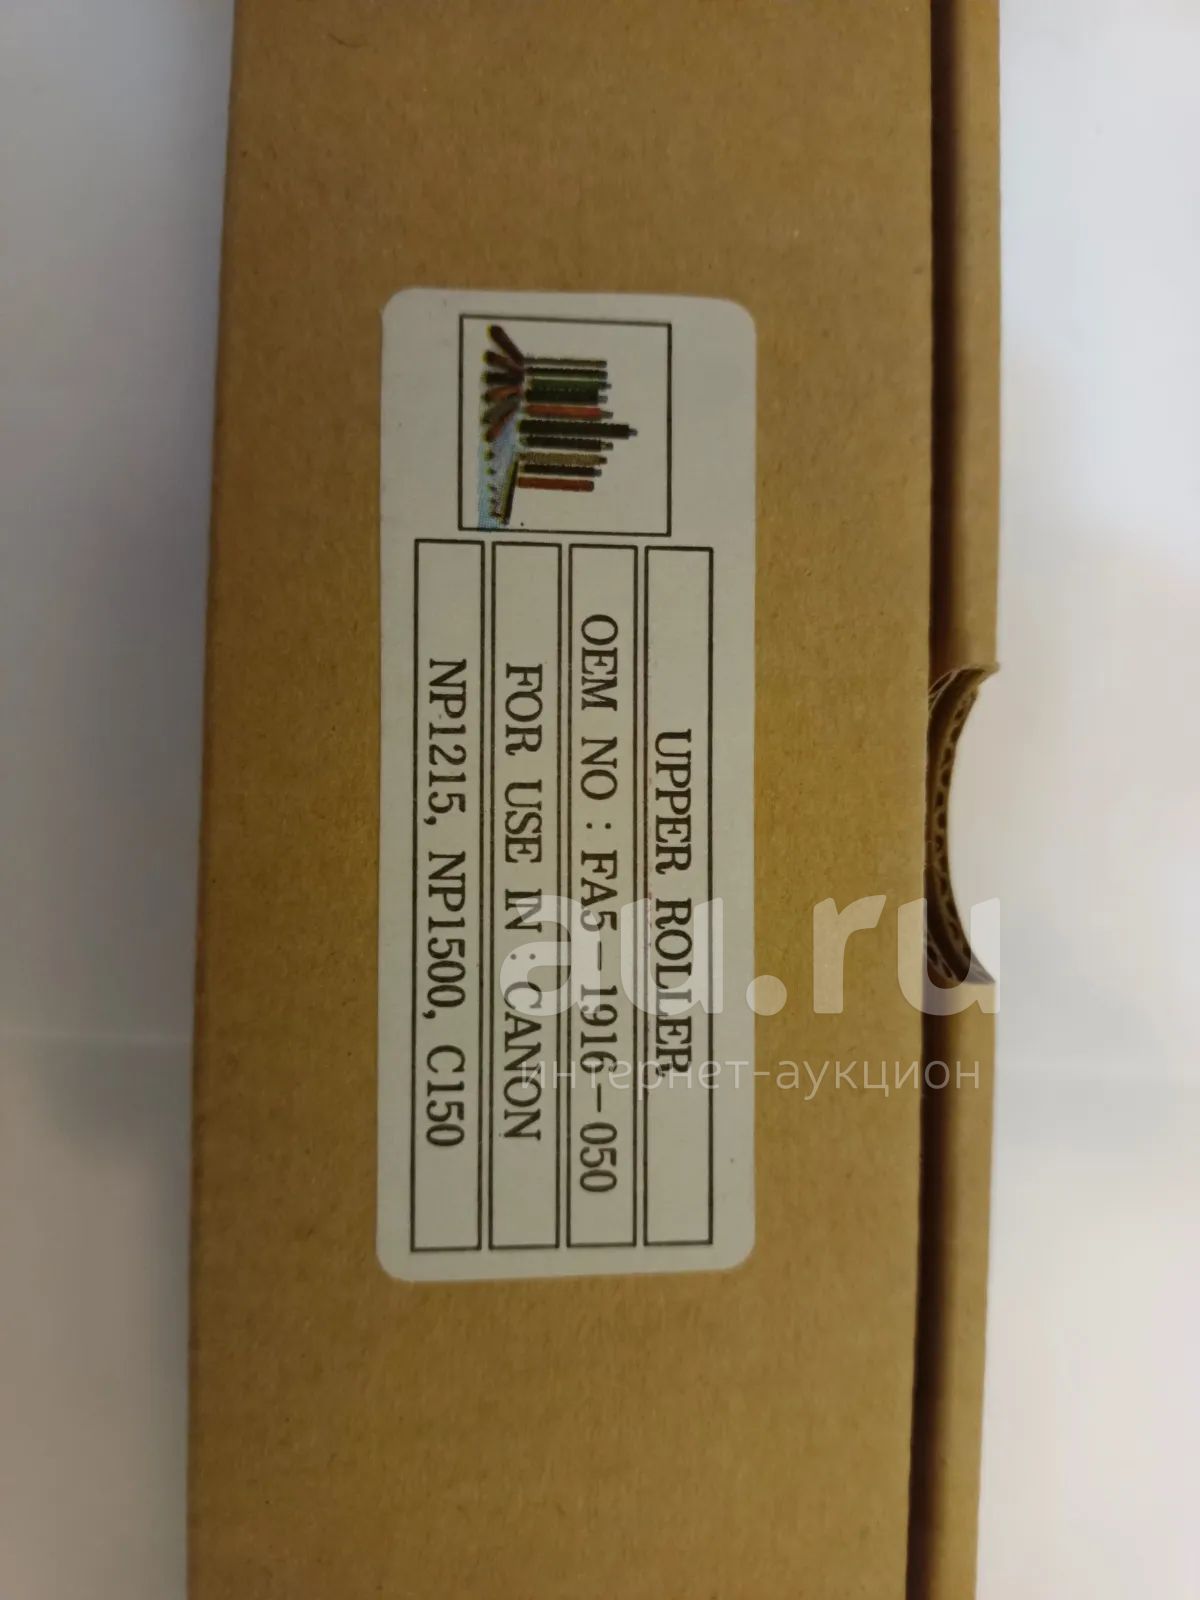 UPPER ROLLER
OEM NO : FA5-1916-050
FOR USE IN : CANON
NP1215, NP1500, C150
au.ru
интернет-аукцион